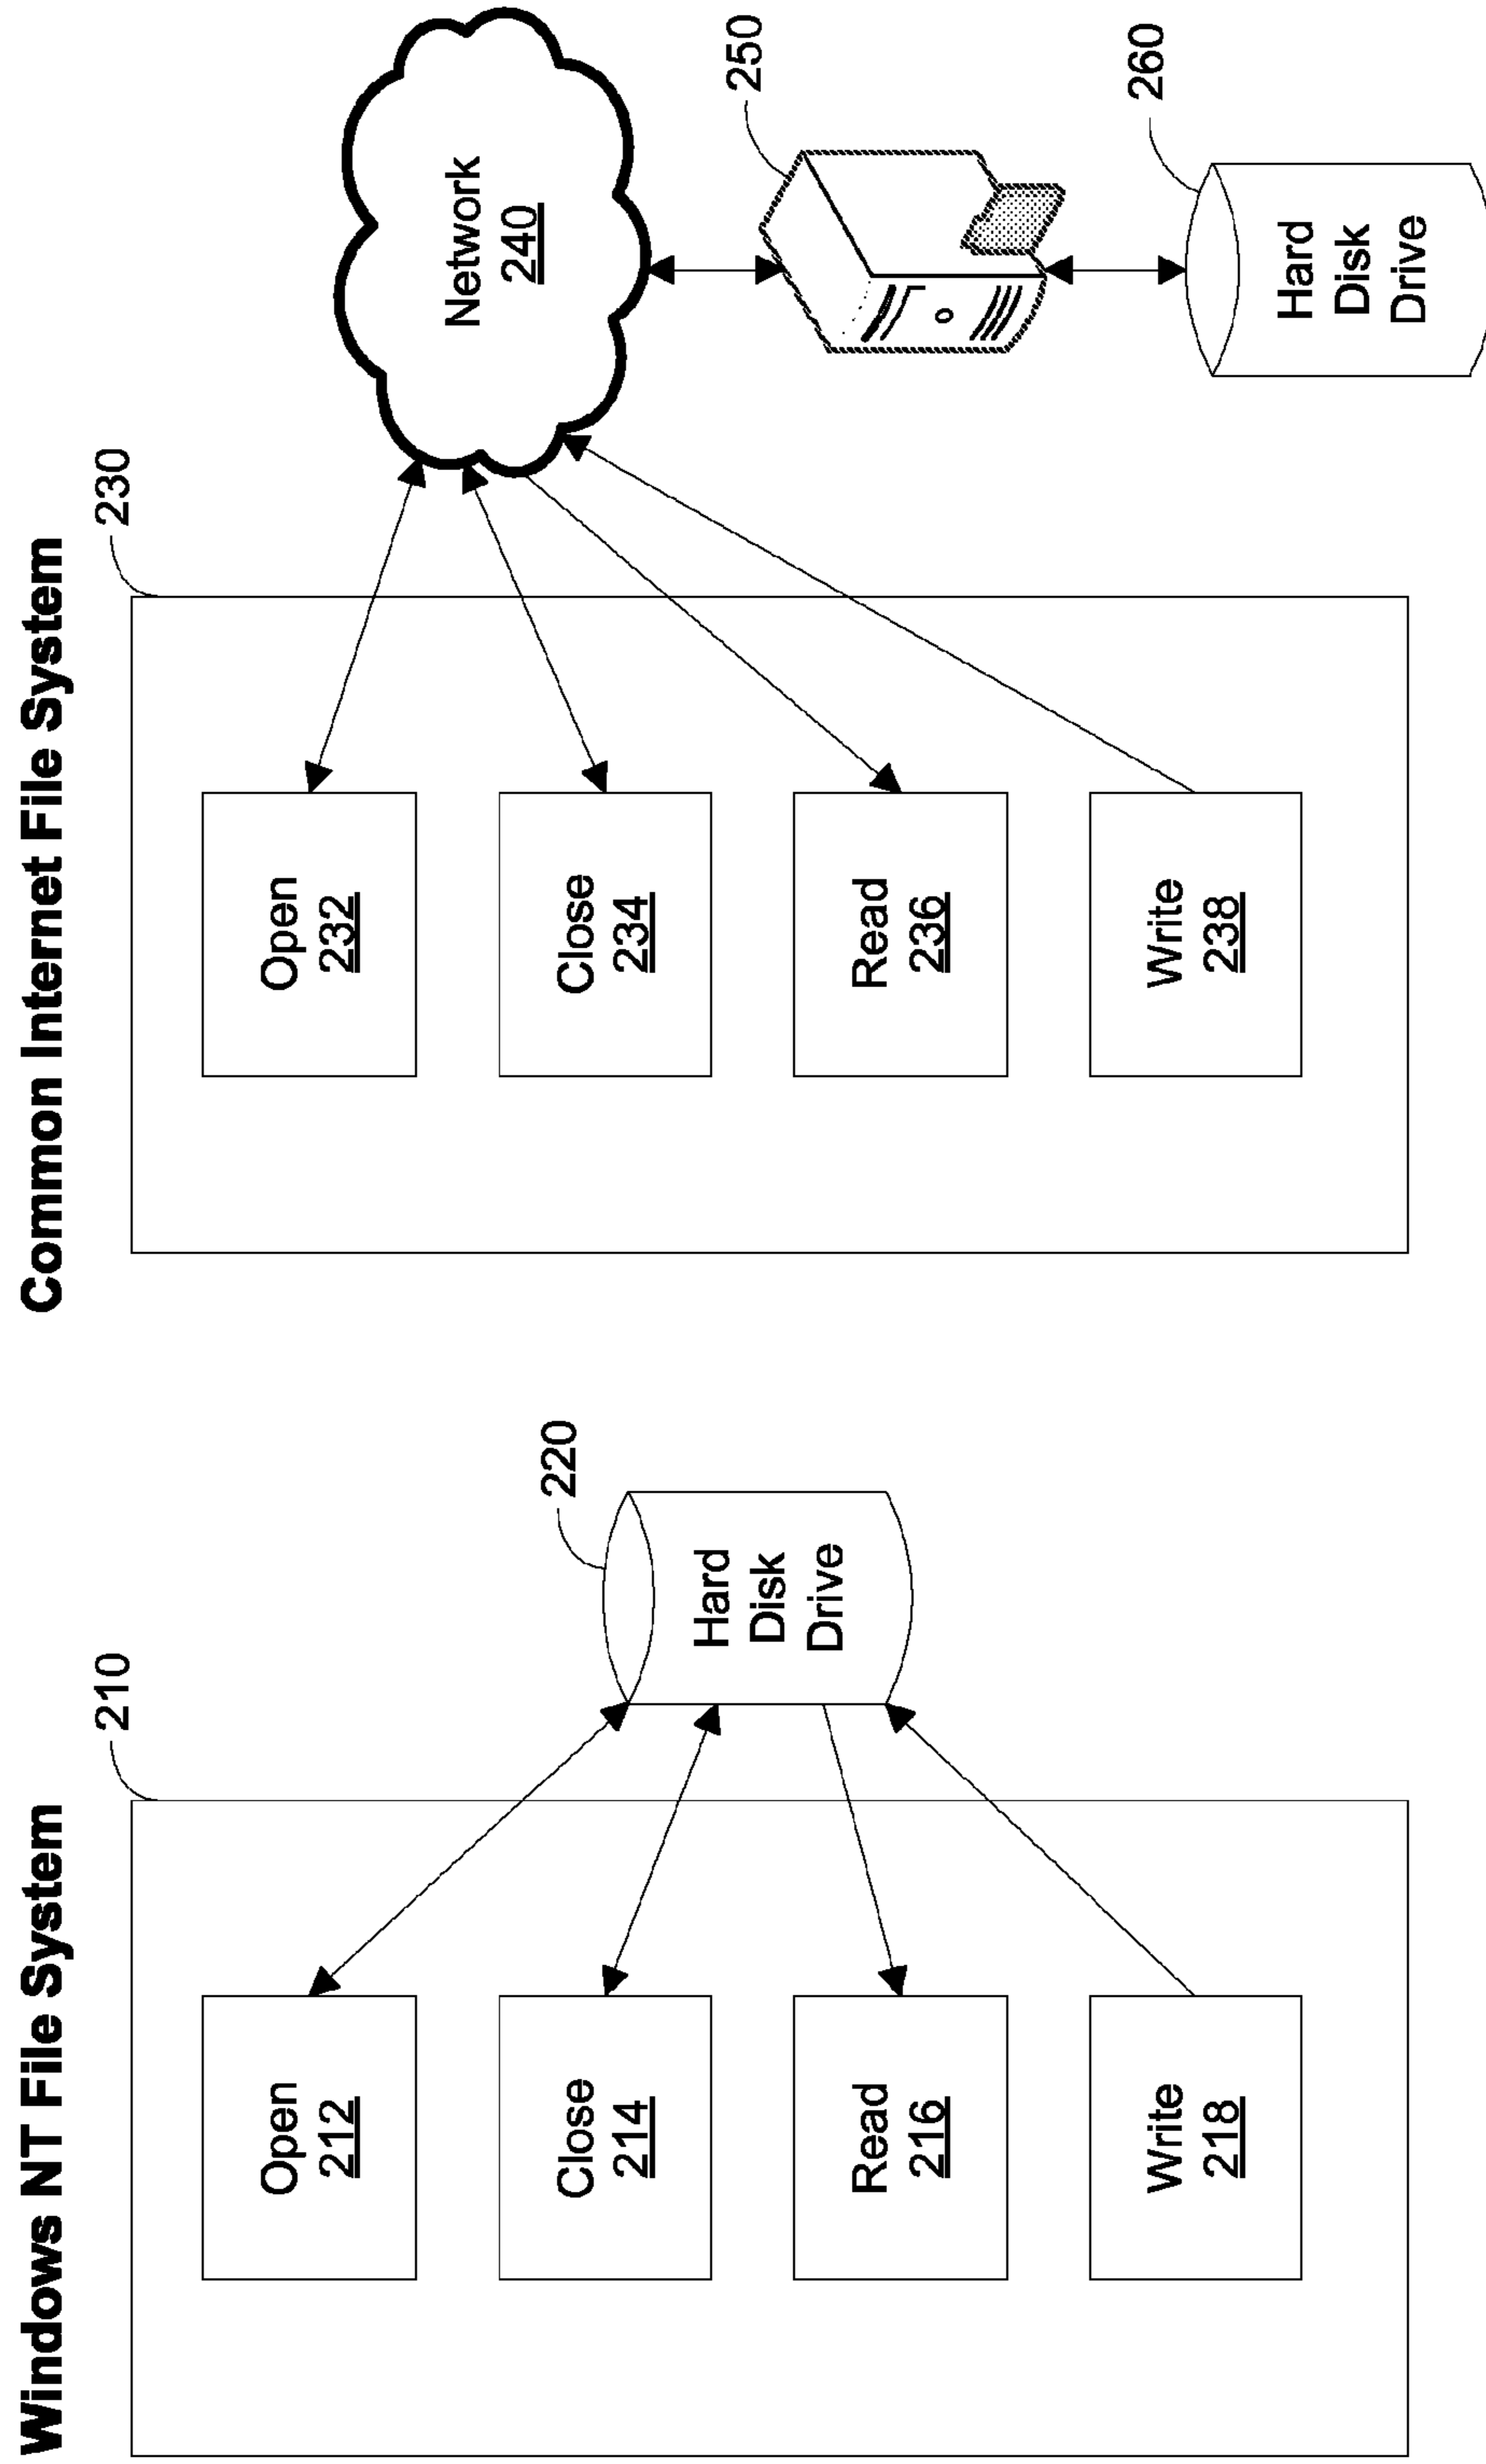 Windows NT File System
210
Open
212
Close
214
Read
216
Write
218
220
Hard
Disk
Drive
Common Internet File System
230
Open
232
Close
234
Read
236
Write
238
Network
240
250
260
Hard
Disk
Drive